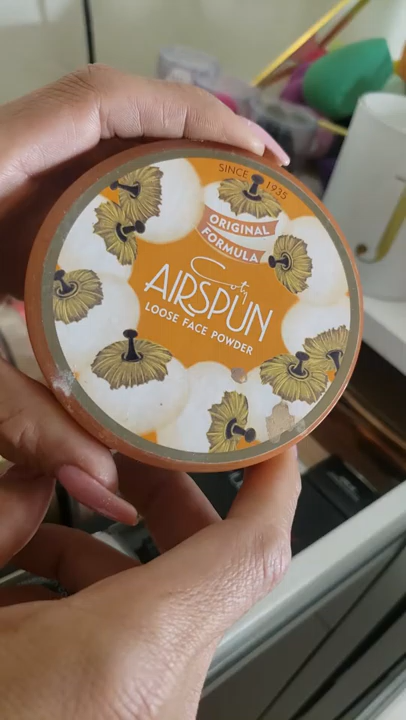 SINCE 1935
ORIGINAL
FORMULA
Coty
AIRSPUN
LOOSE FACE POWDER